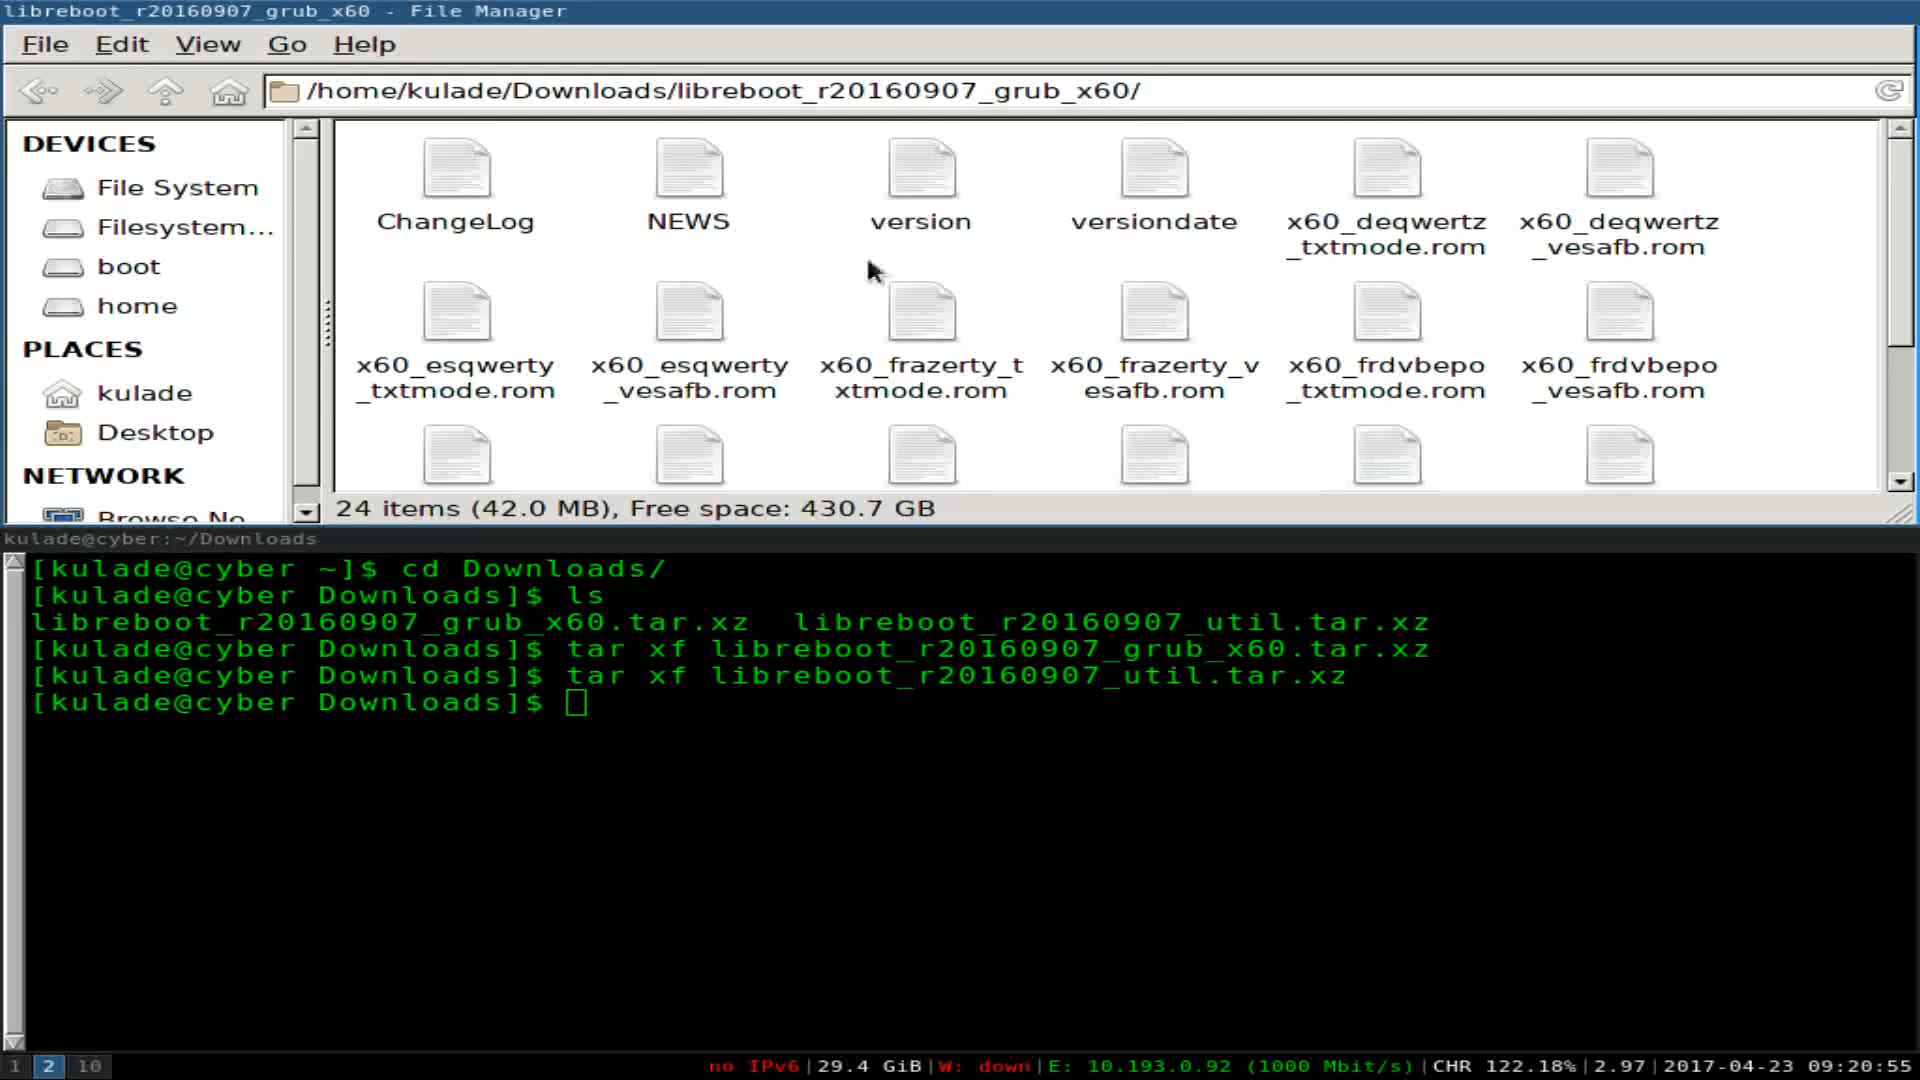 libreboot_r20160907_grub_x60 - File Manager
File Edit View Go Help
/home/kulade/Downloads/libreboot_r20160907_grub_x60/
DEVICES
File System
Filesystem...
boot
home
PLACES
kulade
Desktop
NETWORK
Browse Ne
ChangeLog NEWS version versiondate x60_deqwertz x60_deqwertz
_txtmode.rom _vesafb.rom
x60_esqwerty x60_esqwerty x60_frazerty_t x60_frazerty_v x60_frdvbepo x60_frdvbepo
_txtmode.rom _vesafb.rom xtmode.rom esafb.rom _txtmode.rom _vesafb.rom
24 items (42.0 MB), Free space: 430.7 GB
kulade@cyber:~/Downloads
[kulade@cyber ~]$ cd Downloads/
[kulade@cyber Downloads]$ ls
libreboot_r20160907_grub_x60.tar.xz libreboot_r20160907_util.tar.xz
[kulade@cyber Downloads]$ tar xf libreboot_r20160907_grub_x60.tar.xz
[kulade@cyber Downloads]$ tar xf libreboot_r20160907_util.tar.xz
[kulade@cyber Downloads]$
1 2 10 no IPv6|29.4 GiB|W: down|E: 10.193.0.92 (1000 Mbit/s)|CHR 122.18%|2.97|2017-04-23 09:20:55